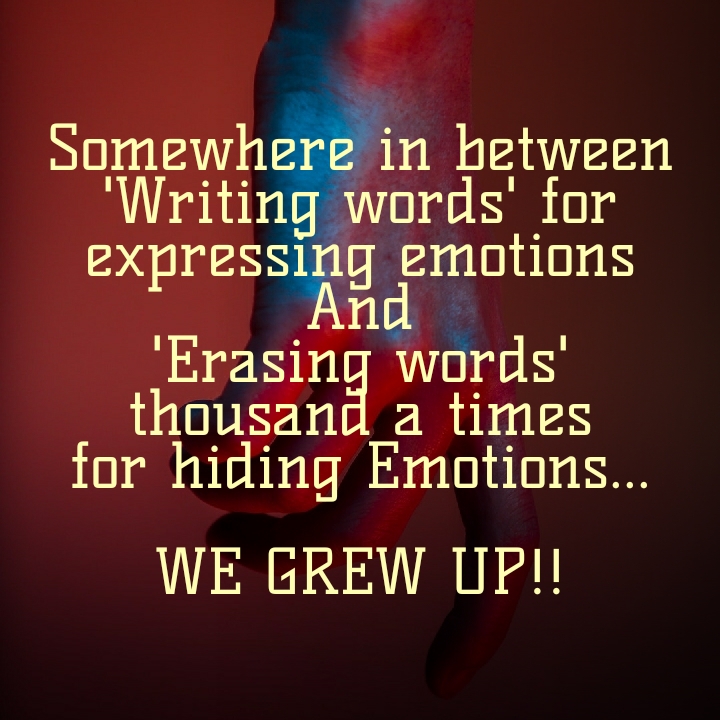 Somewhere in between
'Writing words' for
expressing emotions
And
'Erasing words'
thousand a times
for hiding Emotions...
WE GREW UP!!